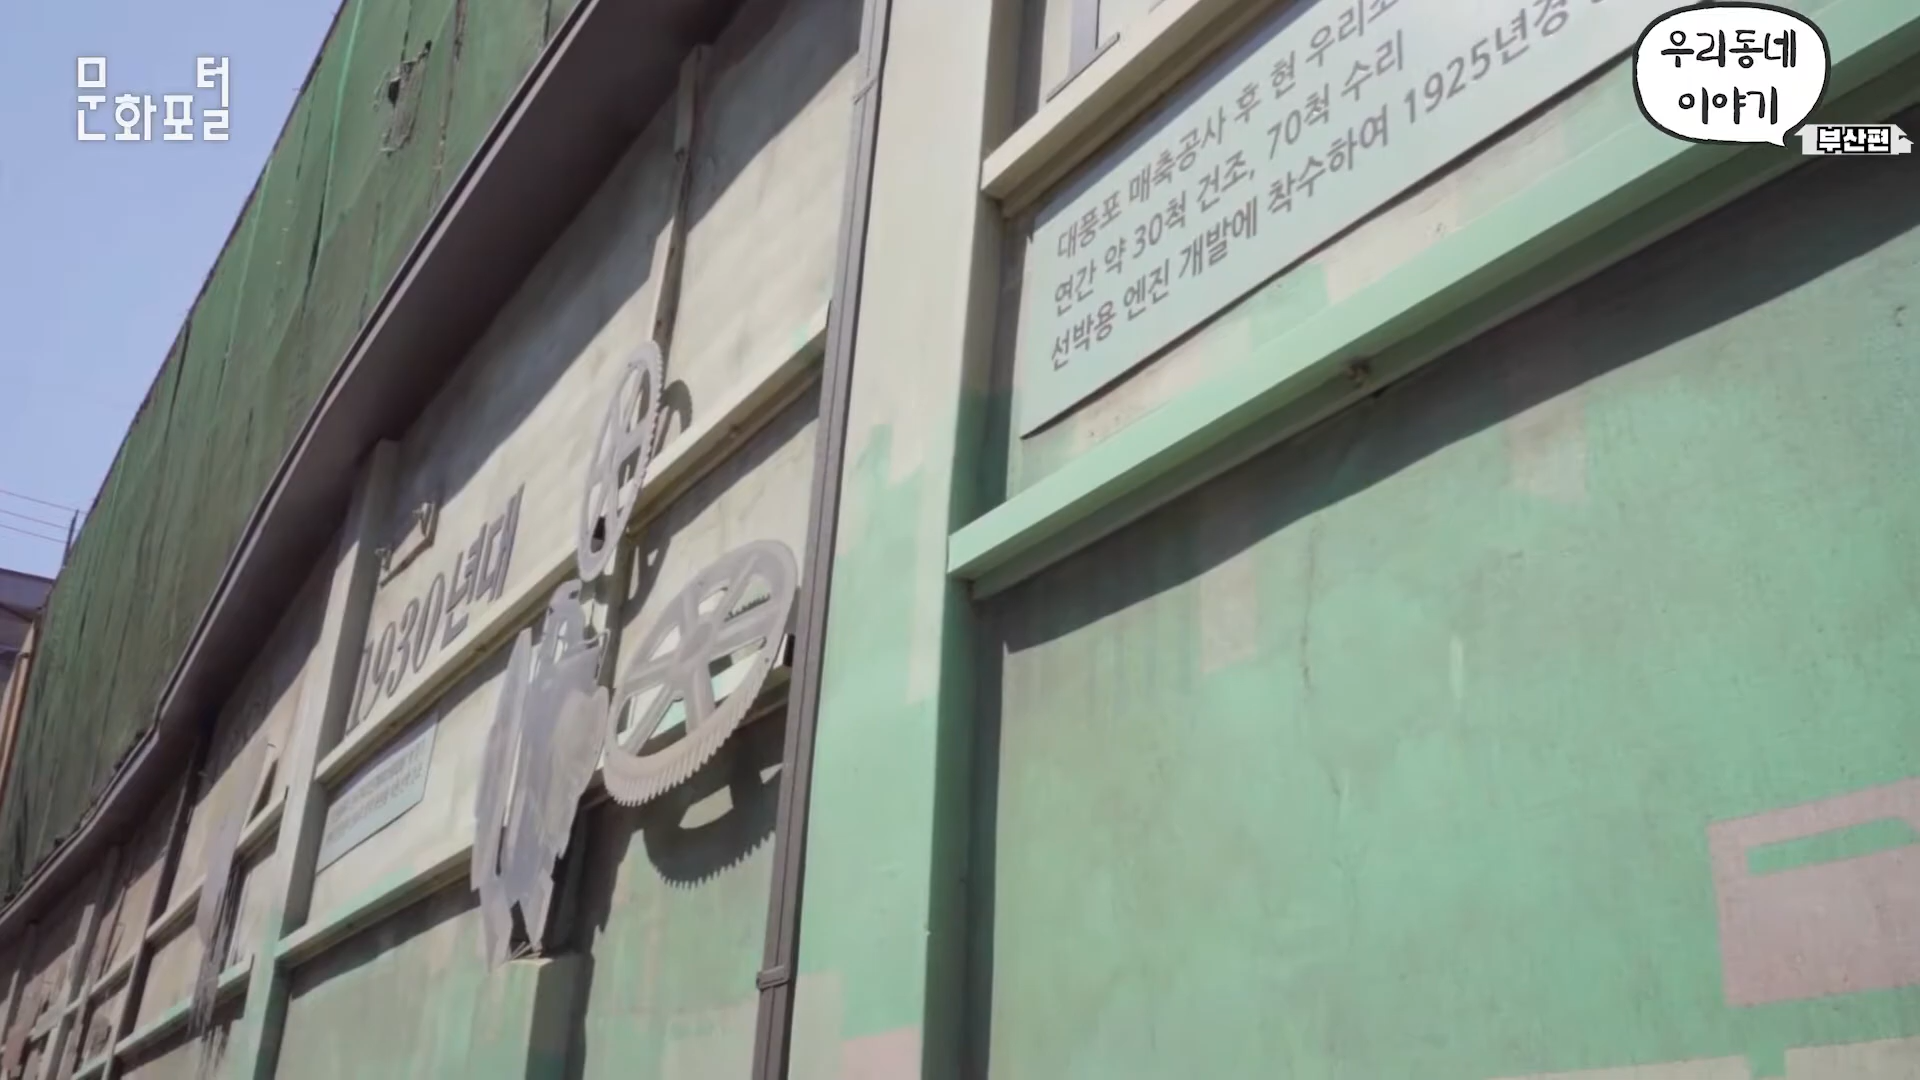 문화포털
우리동네
이야기
부산편
대풍포 매축공사 후 현 우리조
연간 약 30척 건조, 70척 수리
선박용 엔진 개발에 착수하여 1925년경
1930년대